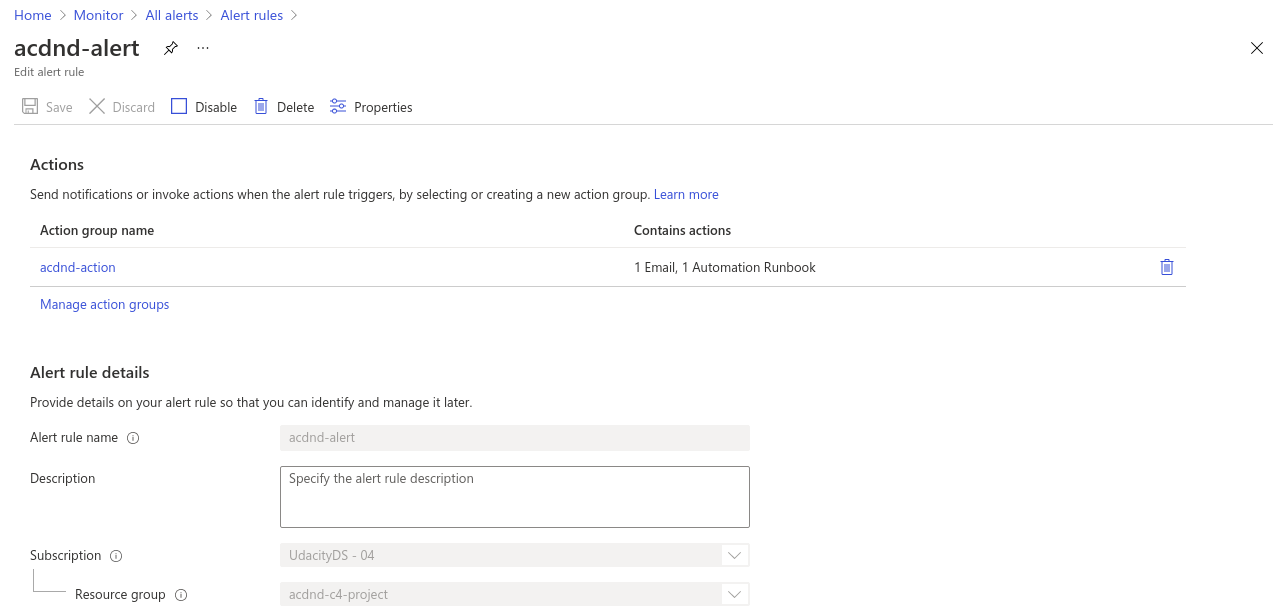 Home > Monitor > All alerts > Alert rules >
acdnd-alert ...
Edit alert rule
Save Discard Disable Delete Properties
Actions
Send notifications or invoke actions when the alert rule triggers, by selecting or creating a new action group. Learn more
Action group name Contains actions
acdnd-action 1 Email, 1 Automation Runbook
Manage action groups
Alert rule details
Provide details on your alert rule so that you can identify and manage it later.
Alert rule name acdnd-alert
Description Specify the alert rule description
Subscription UdacityDS - 04
Resource group acdnd-c4-project